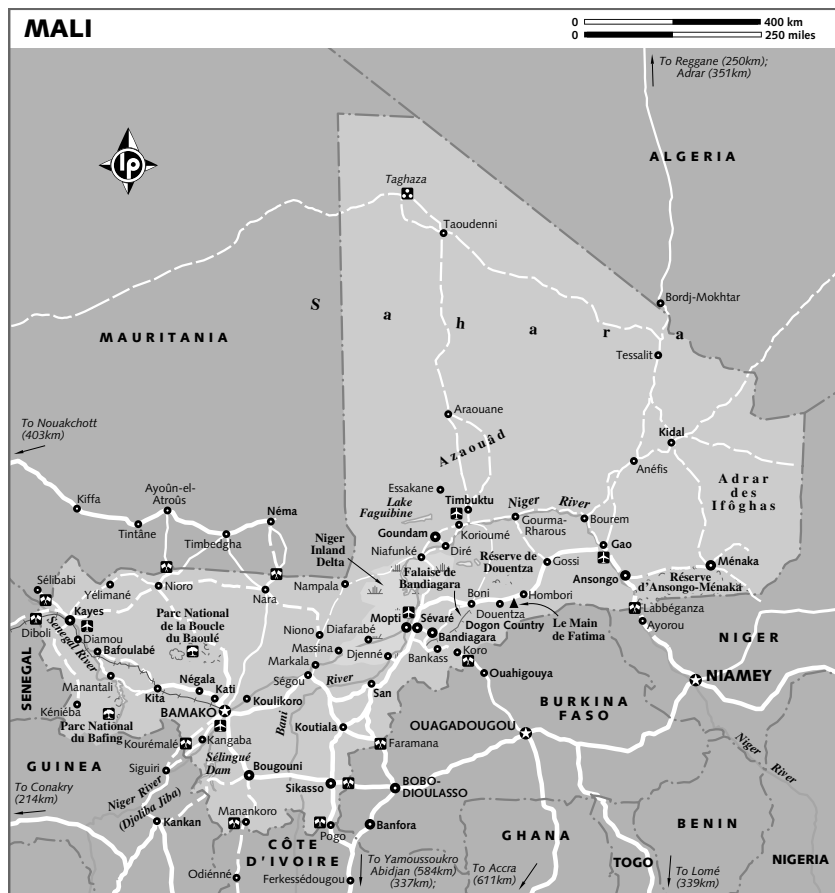 MALI
0 400 km
0 250 miles
To Reggane (250km);
Adrar (351km)
lp
ALGERIA
Taghaza
Taoudenni
Bordj-Mokhtar
S a h a r a
MAURITANIA
Tessalit
Araouane
To Nouakchott
(403km)
Azaouâd
Kidal
Anéfis
Adrar
des
Ifôghas
Essakane
Lake
Faguibine
Timbuktu
Niger River
Ayoûn-el-
Atroûs
Kiffa
Néma
Tintâne
Timbedgha
Goundam
Korioumé
Gourma-
Rharous
Bourem
Niger
Inland
Delta
Niafunké
Diré
Réserve de
Douentza
Gao
Gossi
Ménaka
Ansongo
Réserve
d'Ansongo-Ménaka
Falaise de
Bandiagara
Sélibabi
Yélimané
Nioro
Nara
Nampala
Boni
Hombori
Labbéganza
Kayes
Parc National
de la Boucle
du Baoulé
Mopti
Sévaré
Douentza
Dogon Country
Le Main
de Fatima
Ayorou
Diboli
Senegal River
Diamou
Bafoulabé
Niono
Diafarabé
Bandiagara
NIGER
Massina
Djenné
Bankass
Koro
Markala
SENEGAL
Manantali
Négala
Kati
Koulikoro
Ségou
River
San
Ouahigouya
NIAMEY
Kita
BAMAKO
Bani
BURKINA
FASO
Kéniéba
Parc National
du Bafing
Kourémalé
Kangaba
Koutiala
OUAGADOUGOU
Faramana
Niger
River
GUINEA
Sélingué
Dam
Siguiri
Bougouni
Sikasso
BOBO-
DIOULASSO
To Conakry
(214km)
Niger River
(Djoliba Jiba)
Kankan
Manankoro
Pogo
Banfora
CÔTE
D'IVOIRE
GHANA
BENIN
TOGO
NIGERIA
Odiénné
Ferkessédougou
To Yamoussoukro
Abidjan (584km)
(337km);
To Accra
(611km)
To Lomé
(339km)